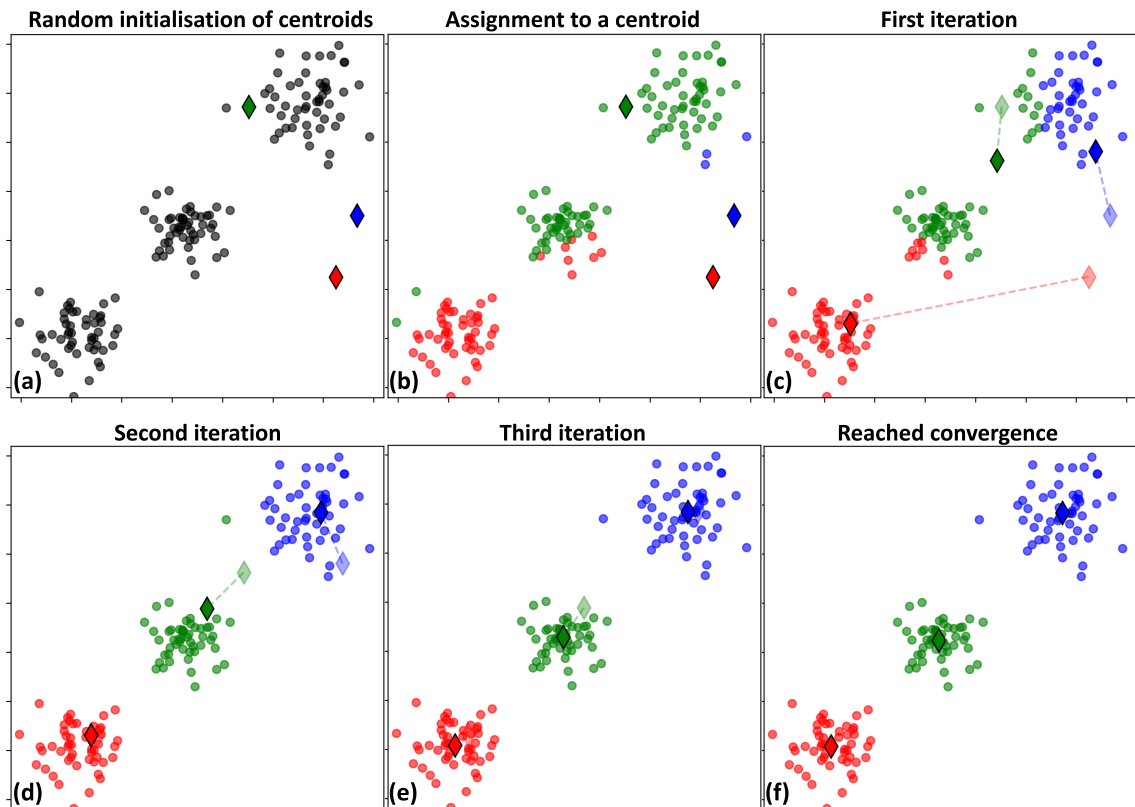 Random initialisation of centroids
Assignment to a centroid
First iteration
(a)
(b)
(c)
Second iteration
Third iteration
Reached convergence
(d)
(e)
(f)